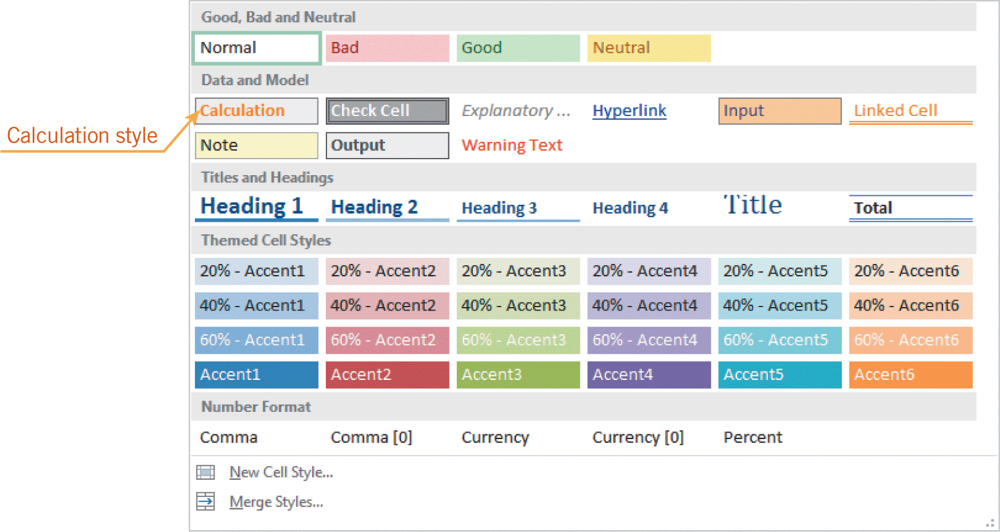 Good, Bad and Neutral
Normal Bad Good Neutral
Data and Model
Calculation Check Cell Explanatory ... Hyperlink Input Linked Cell
Calculation style
Note Output Warning Text
Titles and Headings
Heading 1 Heading 2 Heading 3 Heading 4 Title Total
Themed Cell Styles
20% - Accent1 20% - Accent2 20% - Accent3 20% - Accent4 20% - Accent5 20% - Accent6
40% - Accent1 40% - Accent2 40% - Accent3 40% - Accent4 40% - Accent5 40% - Accent6
60% - Accent1 60% - Accent2 60% - Accent3 60% - Accent4 60% - Accent5 60% - Accent6
Accent1 Accent2 Accent3 Accent4 Accent5 Accent6
Number Format
Comma Comma [0] Currency Currency [0] Percent
New Cell Style...
Merge Styles...